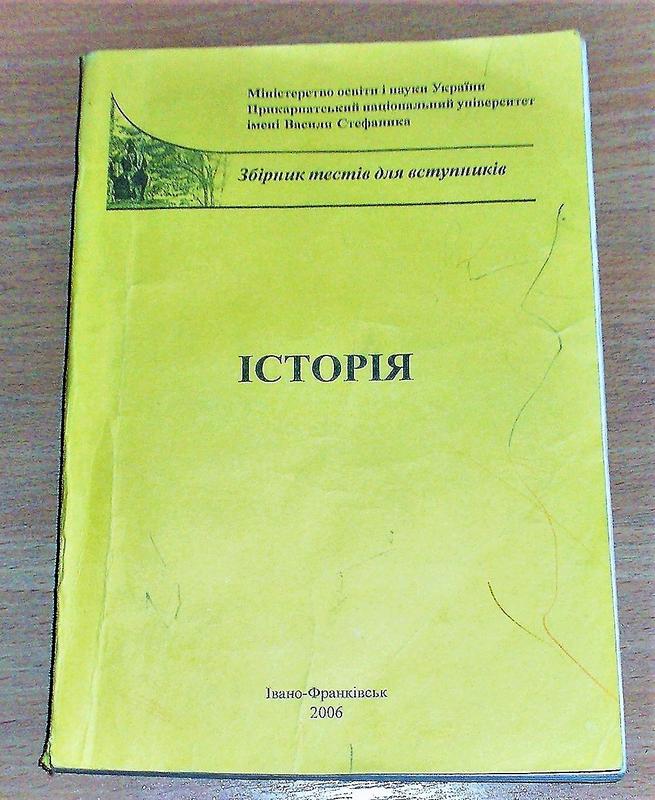 Міністерство освіти і науки України
Прикарпатський національний університет
імені Василя Стефаника
Збірник тестів для вступників
ІСТОРІЯ
Івано-Франківськ
2006